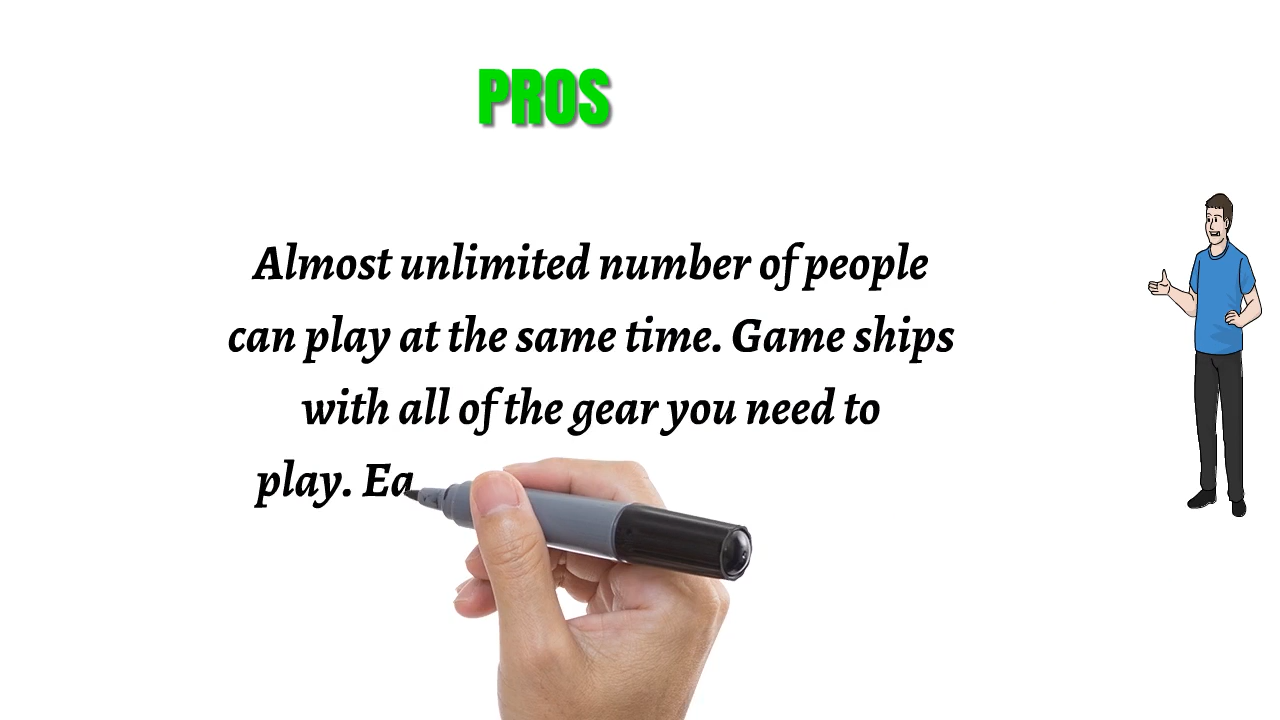 PROS
Almost unlimited number of people
can play at the same time. Game ships
with all of the gear you need to
play. Ea